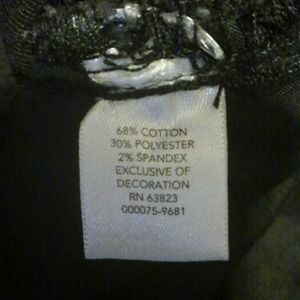 68% COTTON
30% POLYESTER
2% SPANDEX
EXCLUSIVE OF
DECORATION
RN 63823
000075-9681